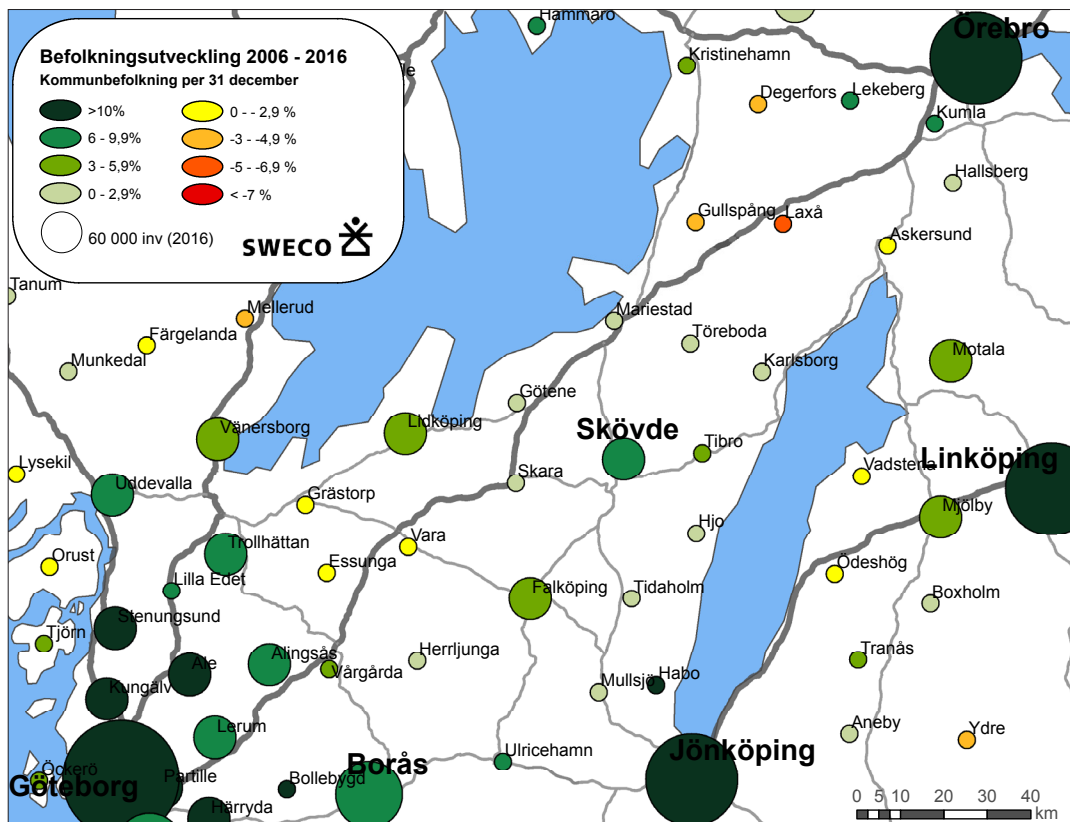 Hammarö
Örebro
Befolkningsutveckling 2006 - 2016
Kommunbefolkning per 31 december
>10%
0 - - 2,9 %
6 - 9,9%
-3 - -4,9 %
3 - 5,9%
-5 - -6,9 %
0 - 2,9%
< -7 %
60 000 inv (2016)
SWECO
Kristinehamn
Degerfors
Lekeberg
Kumla
Hallsberg
Gullspång
Laxå
Askersund
Tanum
Mellerud
Färgelanda
Munkedal
Mariestad
Töreboda
Karlsborg
Motala
Götene
Vänersborg
Lidköping
Skövde
Tibro
Linköping
Lysekil
Uddevalla
Skara
Vadstena
Grästorp
Mjölby
Hjo
Trollhättan
Vara
Orust
Essunga
Ödeshög
Lilla Edet
Falköping
Tidaholm
Boxholm
Stenungsund
Tjörn
Alingsås
Herrljunga
Tranås
Ale
Vårgårda
Mullsjö
Habo
Kungälv
Lerum
Aneby
Ydre
Ulricehamn
Jönköping
Borås
Öckerö
Göteborg
Partille
Bollebygd
Härryda
0 5 10 20 30 40
km